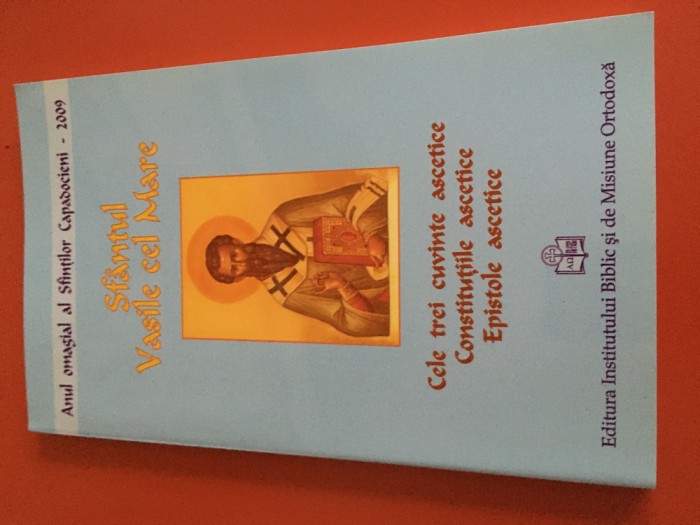 Anul omagial al Sfinților Capadocieni - 2009
Sfântul
Vasile cel Mare
Cele trei cuvinte ascetice
Constituțiile ascetice
Epistole ascetice
ΑΩ
Editura Institutului Biblic și de Misiune Ortodoxă